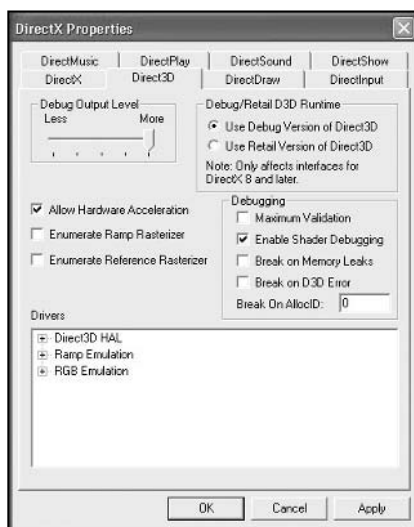 DirectX Properties
DirectMusic DirectPlay DirectSound DirectShow
DirectX Direct3D DirectDraw DirectInput
Debug Output Level
Less More
Debug/Retail D3D Runtime
Use Debug Version of Direct3D
Use Retail Version of Direct3D
Note: Only affects interfaces for
DirectX 8 and later.
Allow Hardware Acceleration
Enumerate Ramp Rasterizer
Enumerate Reference Rasterizer
Debugging
Maximum Validation
Enable Shader Debugging
Break on Memory Leaks
Break on D3D Error
Break On AllocID: 0
Drivers
Direct3D HAL
Ramp Emulation
RGB Emulation
OK Cancel Apply